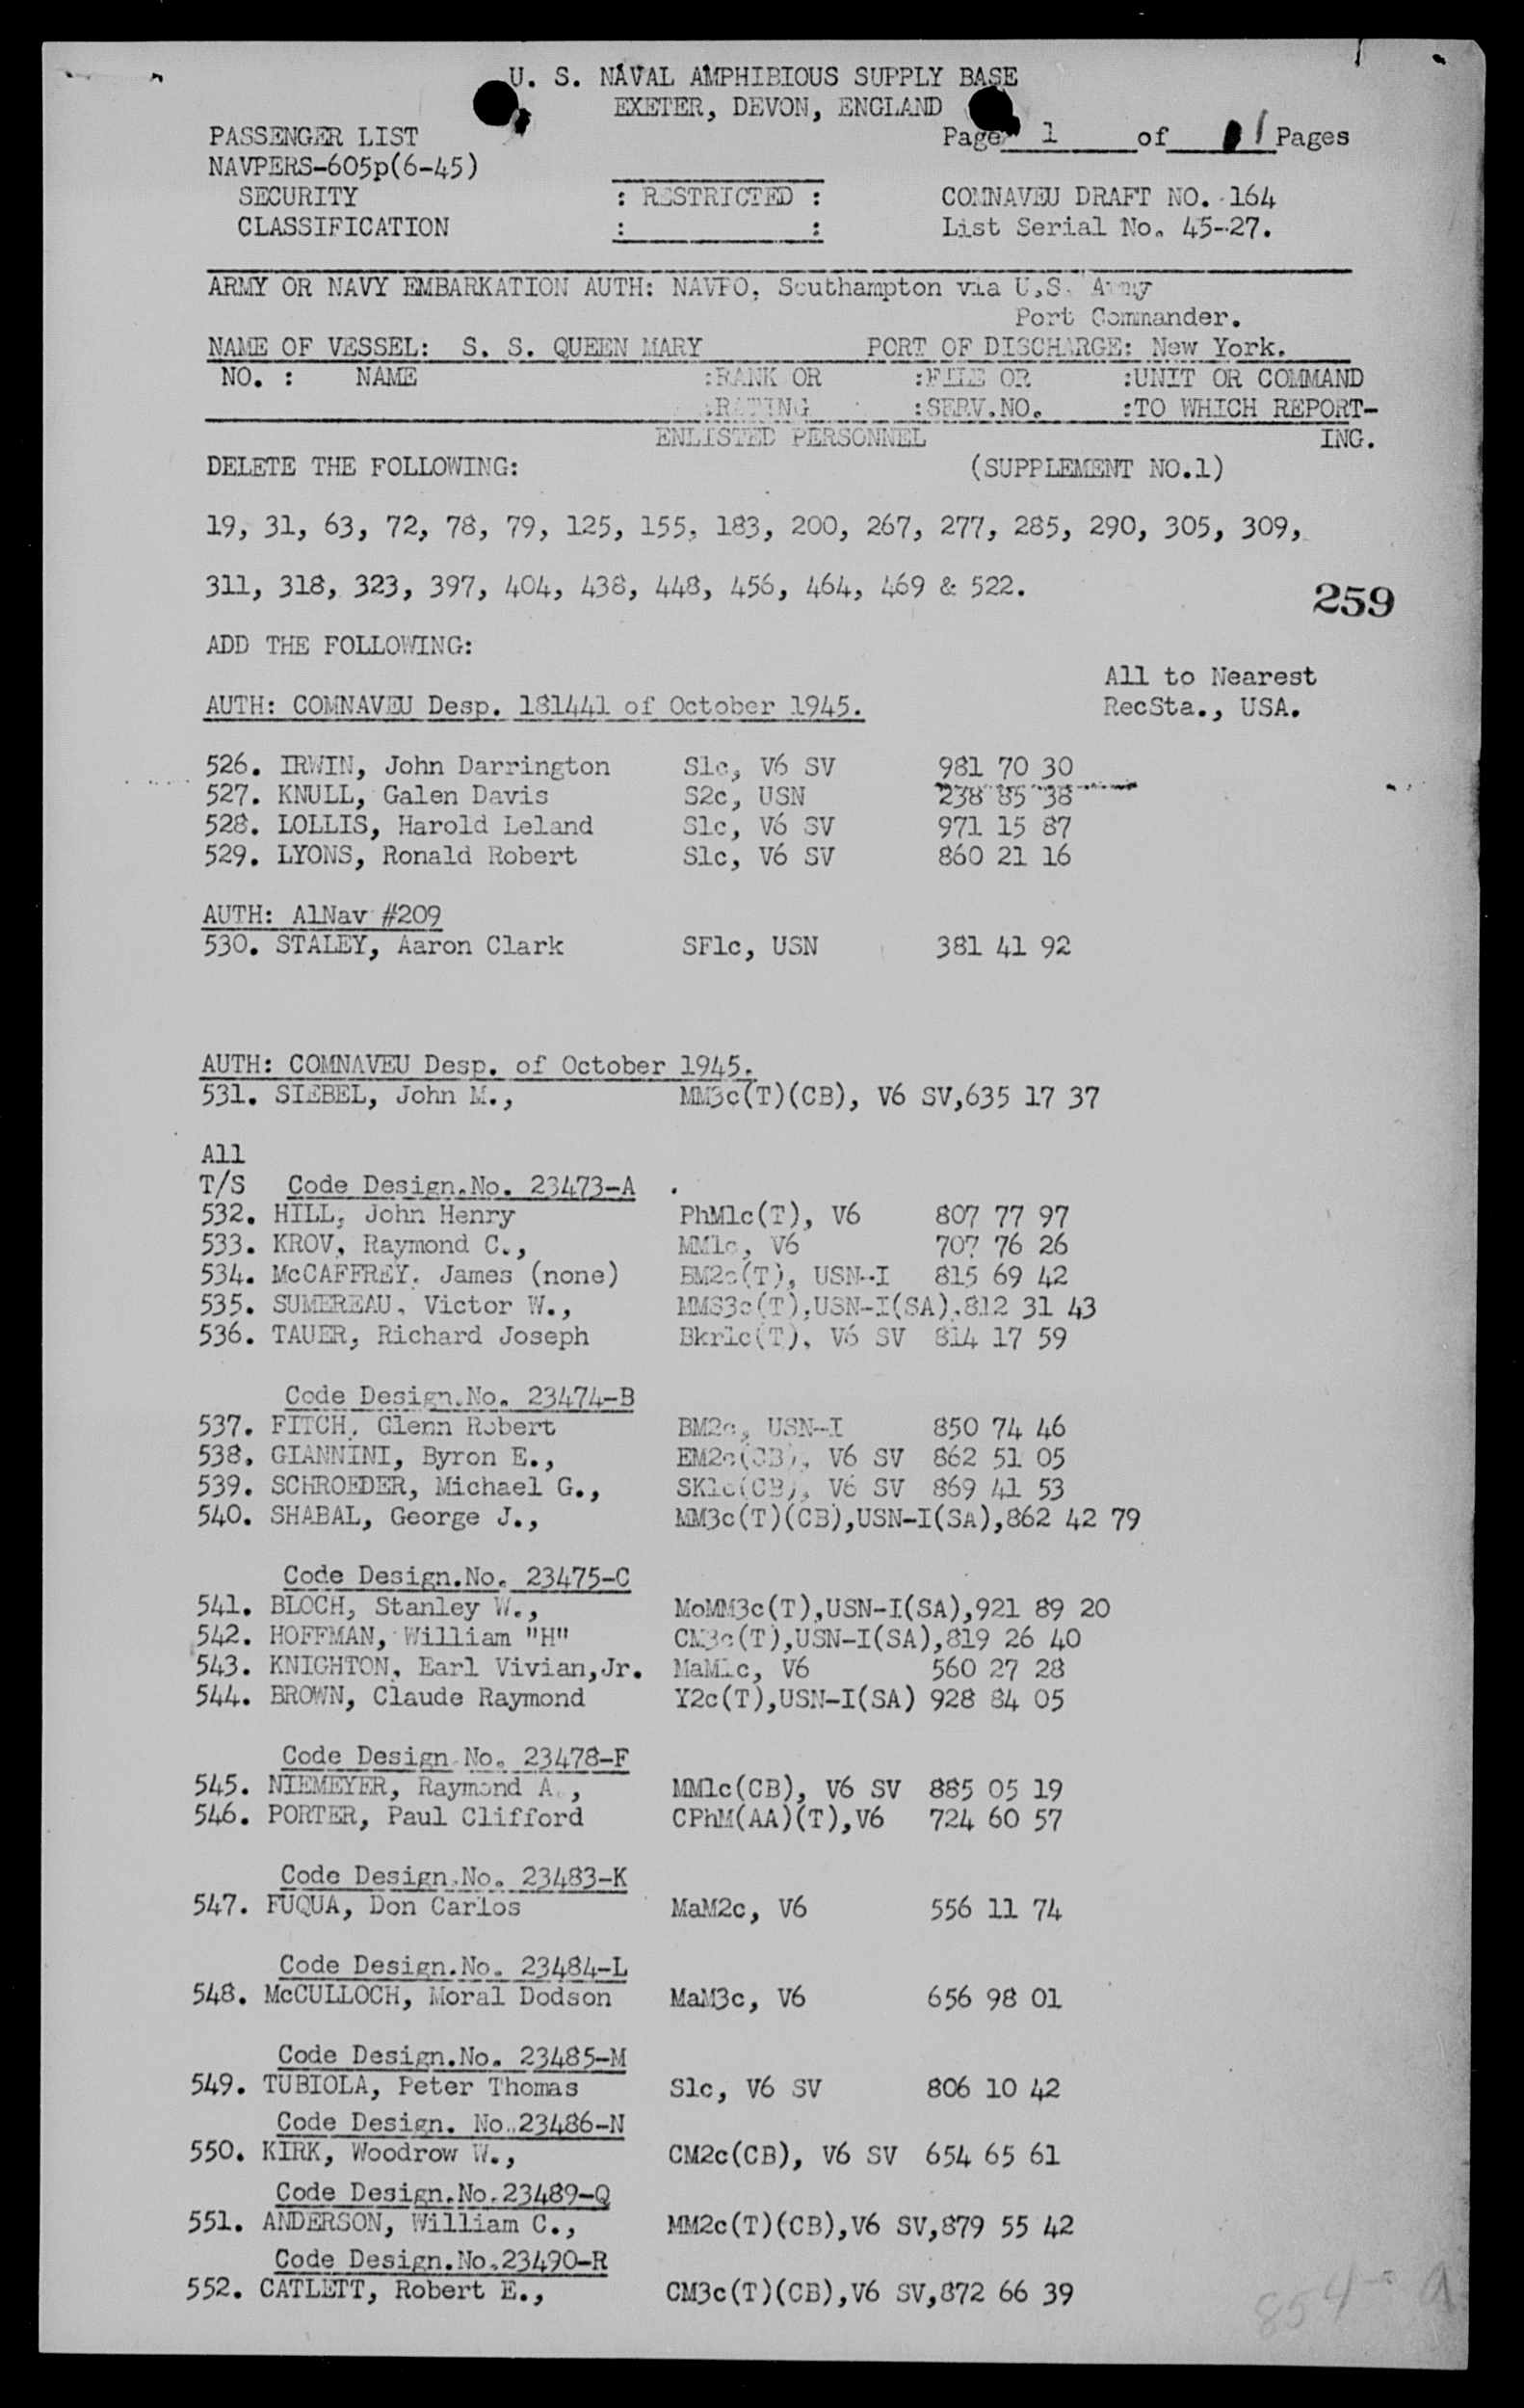 U. S. NAVAL AMPHIBIOUS SUPPLY BASE
EXETER, DEVON, ENGLAND
PASSENGER LIST Page 1 of 1 Pages
NAVPERS-605p(6-45)
SECURITY : RESTRICTED : COMNAVEU DRAFT NO. 164
CLASSIFICATION : : List Serial No. 45-27.
ARMY OR NAVY EMBARKATION AUTH: NAVPO, Southampton via U.S. Army
Port Commander.
NAME OF VESSEL: S. S. QUEEN MARY PORT OF DISCHARGE: New York.
NO. : NAME :RANK OR :FILE OR :UNIT OR COMMAND
:RATING :SERV.NO. :TO WHICH REPORT-
ENLISTED PERSONNEL ING.
DELETE THE FOLLOWING: (SUPPLEMENT NO.1)
19, 31, 63, 72, 78, 79, 125, 155, 183, 200, 267, 277, 285, 290, 305, 309,
311, 318, 323, 397, 404, 438, 448, 456, 464, 469 & 522.
259
ADD THE FOLLOWING:
All to Nearest
AUTH: COMNAVEU Desp. 181441 of October 1945. RecSta., USA.
526. IRWIN, John Darrington S1c, V6 SV 981 70 30
527. KNULL, Galen Davis S2c, USN 238 85 38
528. LOLLIS, Harold Leland S1c, V6 SV 971 15 87
529. LYONS, Ronald Robert S1c, V6 SV 860 21 16
AUTH: AlNav #209
530. STALEY, Aaron Clark SF1c, USN 381 41 92
AUTH: COMNAVEU Desp. of October 1945.
531. SIEBEL, John M., MM3c(T)(CB), V6 SV,635 17 37
All
T/S Code Design.No. 23473-A
532. HILL, John Henry PhM1c(T), V6 807 77 97
533. KROV, Raymond C., MM1c, V6 707 76 26
534. McCAFFREY, James (none) BM2c(T), USN-I 815 69 42
535. SUMEREAU, Victor W., MMS3c(T),USN-I(SA),812 31 43
536. TAUER, Richard Joseph Bkr1c(T), V6 SV 814 17 59
Code Design.No. 23474-B
537. FITCH, Glenn Robert BM2c, USN-I 850 74 46
538. GIANNINI, Byron E., EM2c(CB), V6 SV 862 51 05
539. SCHROEDER, Michael G., SK1c(CB), V6 SV 869 41 53
540. SHABAL, George J., MM3c(T)(CB),USN-I(SA),862 42 79
Code Design.No. 23475-C
541. BLOCH, Stanley W., MoMM3c(T),USN-I(SA),921 89 20
542. HOFFMAN, William "H" CM3c(T),USN-I(SA),819 26 40
543. KNIGHTON, Earl Vivian,Jr. MaM1c, V6 560 27 28
544. BROWN, Claude Raymond Y2c(T),USN-I(SA) 928 84 05
Code Design No. 23478-F
545. NIEMEYER, Raymond A., MM1c(CB), V6 SV 885 05 19
546. PORTER, Paul Clifford CPhM(AA)(T),V6 724 60 57
Code Design.No. 23483-K
547. FUQUA, Don Carlos MaM2c, V6 556 11 74
Code Design.No. 23484-L
548. McCULLOCH, Moral Dodson MaM3c, V6 656 98 01
Code Design.No. 23485-M
549. TUBIOLA, Peter Thomas S1c, V6 SV 806 10 42
Code Design. No.23486-N
550. KIRK, Woodrow W., CM2c(CB), V6 SV 654 65 61
Code Design.No.23489-Q
551. ANDERSON, William C., MM2c(T)(CB),V6 SV,879 55 42
Code Design.No.23490-R
552. CATLETT, Robert E., CM3c(T)(CB),V6 SV,872 66 39